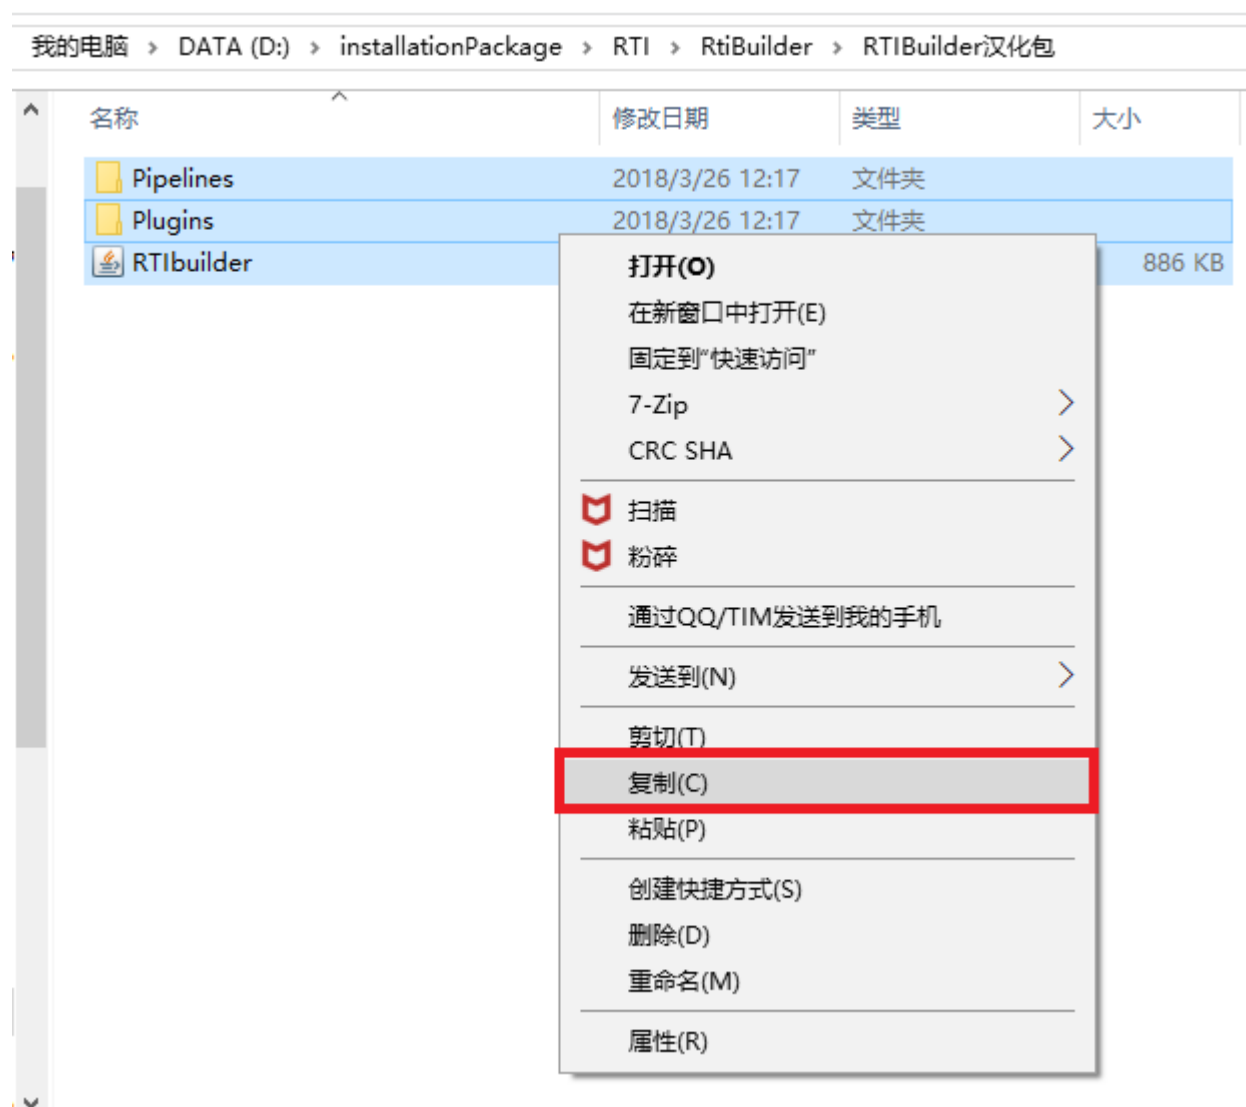 我的电脑 › DATA (D:) › installationPackage › RTI › RtiBuilder › RTIBuilder汉化包
名称 修改日期 类型 大小
Pipelines 2018/3/26 12:17 文件夹
Plugins 2018/3/26 12:17 文件夹
RTIbuilder 886 KB
打开(O)
在新窗口中打开(E)
固定到“快速访问”
7-Zip
CRC SHA
扫描
粉碎
通过QQ/TIM发送到我的手机
发送到(N)
剪切(T)
复制(C)
粘贴(P)
创建快捷方式(S)
删除(D)
重命名(M)
属性(R)